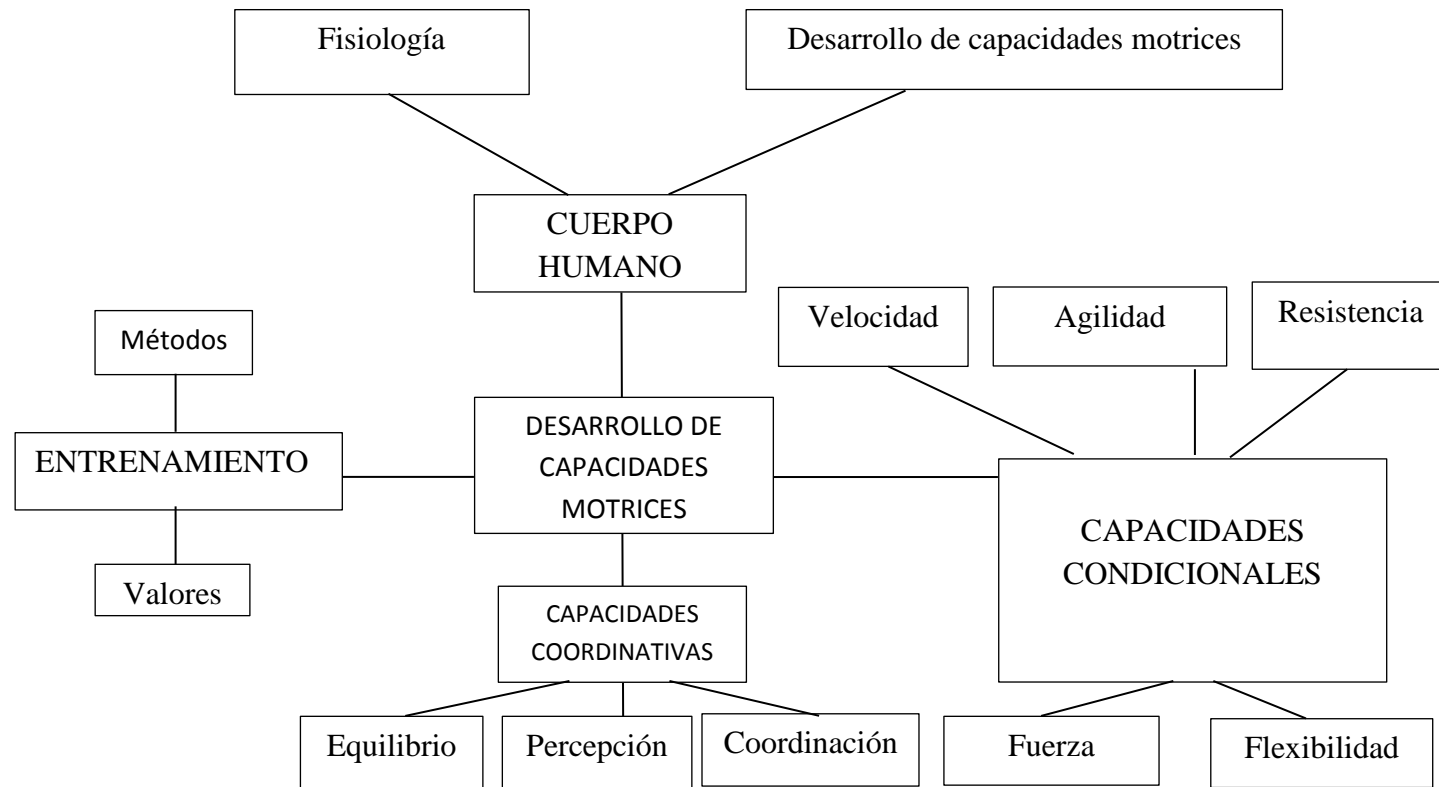 Fisiología
Desarrollo de capacidades motrices
CUERPO
HUMANO
Velocidad
Agilidad
Resistencia
Métodos
ENTRENAMIENTO
Valores
DESARROLLO DE
CAPACIDADES
MOTRICES
CAPACIDADES
CONDICIONALES
CAPACIDADES
COORDINATIVAS
Equilibrio
Percepción
Coordinación
Fuerza
Flexibilidad